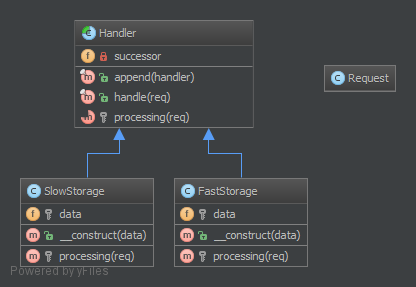 Handler
successor
append(handler)
handle(req)
processing(req)
Request
SlowStorage
data
__construct(data)
processing(req)
FastStorage
data
__construct(data)
processing(req)
Powered by yFiles